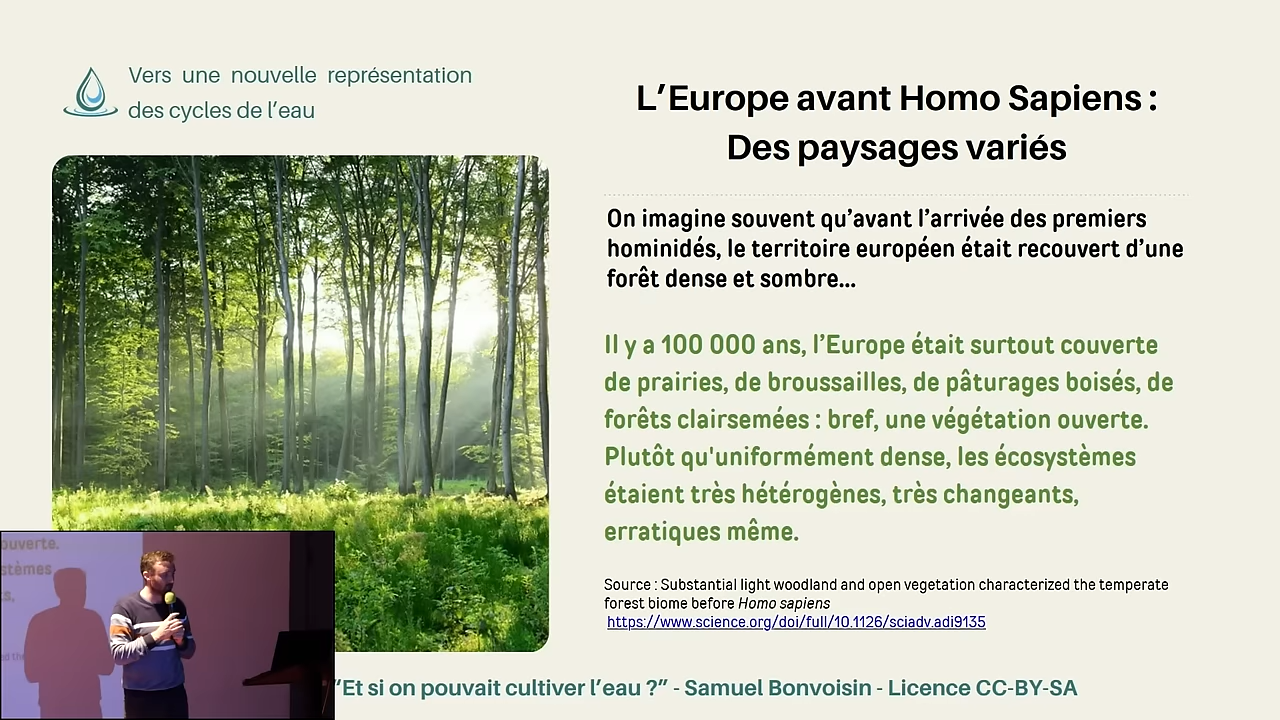 Vers une nouvelle représentation
des cycles de l'eau
L'Europe avant Homo Sapiens :
Des paysages variés
On imagine souvent qu'avant l'arrivée des premiers
hominidés, le territoire européen était recouvert d'une
forêt dense et sombre...
Il y a 100 000 ans, l'Europe était surtout couverte
de prairies, de broussailles, de pâturages boisés, de
forêts clairsemées : bref, une végétation ouverte.
Plutôt qu'uniformément dense, les écosystèmes
étaient très hétérogènes, très changeants,
erratiques même.
Source : Substantial light woodland and open vegetation characterized the temperate
forest biome before Homo sapiens
https://www.science.org/doi/full/10.1126/sciadv.adi9135
ouverte.
stèmes
s,
"Et si on pouvait cultiver l'eau ?" - Samuel Bonvoisin - Licence CC-BY-SA